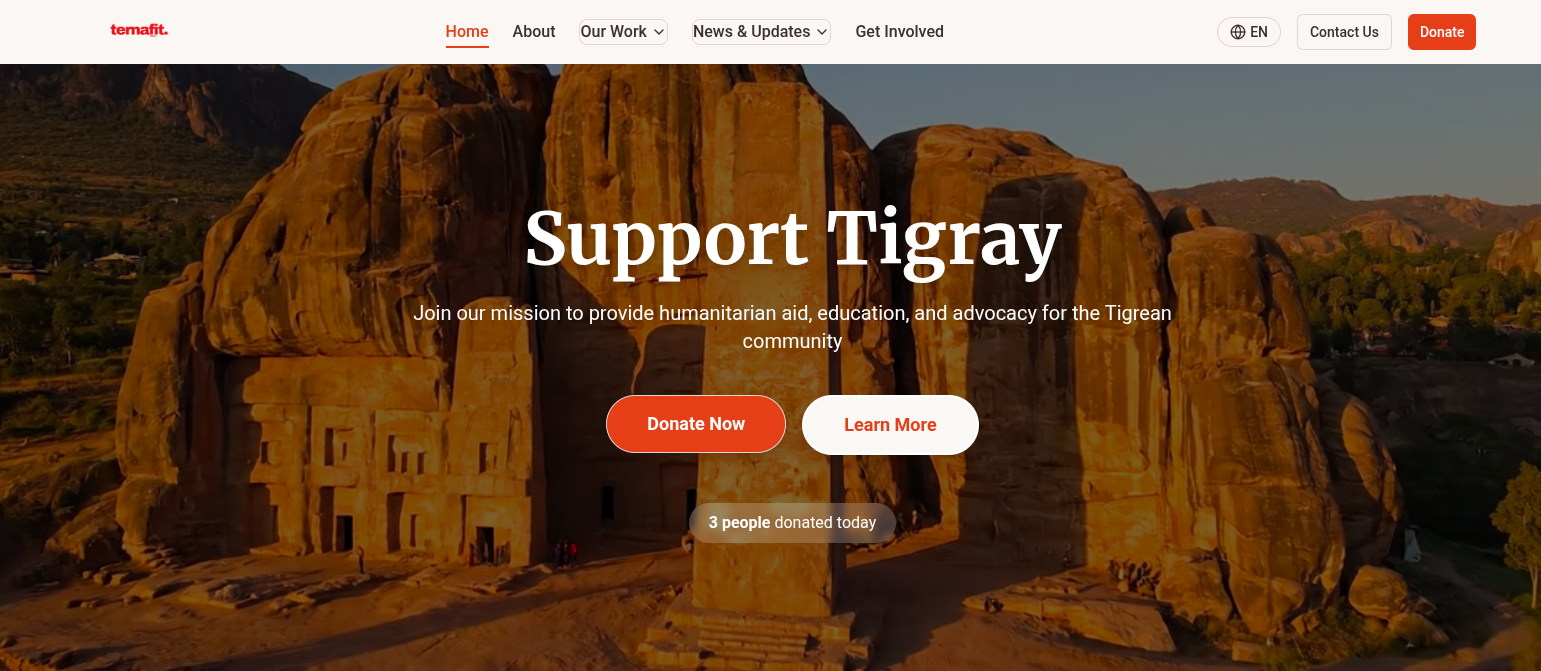 temafit.
Home
About
Our Work
News & Updates
Get Involved
EN
Contact Us
Donate
Support Tigray
Join our mission to provide humanitarian aid, education, and advocacy for the Tigrean
community
Donate Now
Learn More
3 people donated today